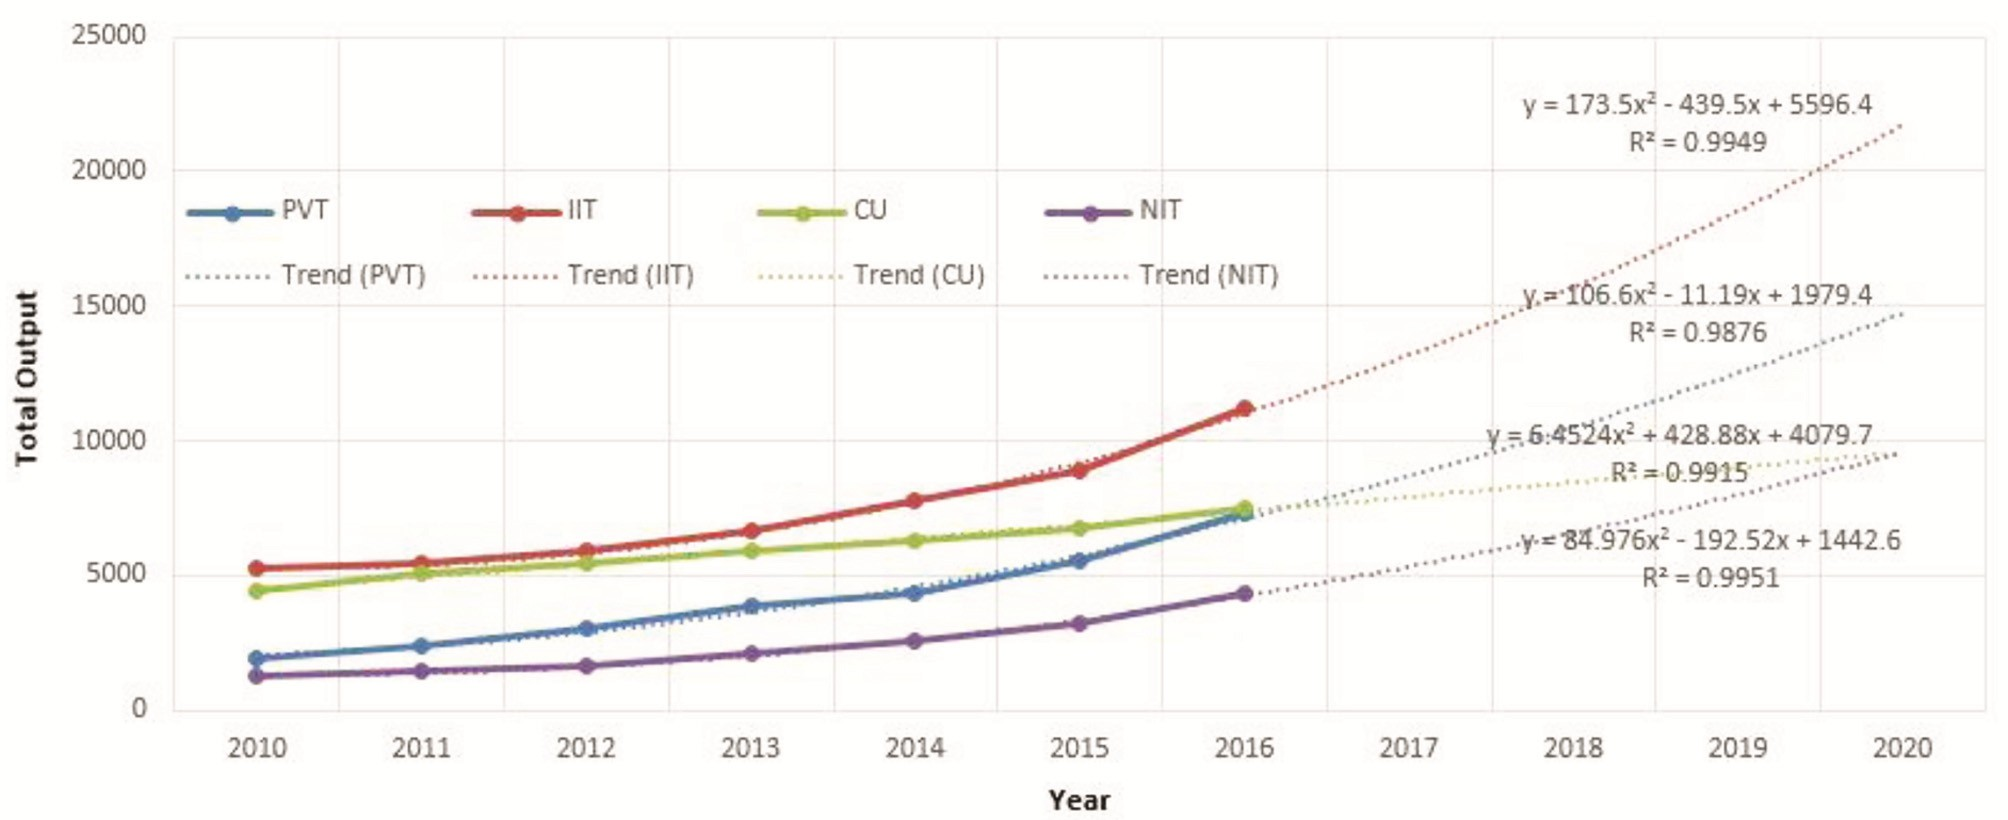 25000
20000
15000
10000
5000
0
Total Output
PVT IIT CU NIT
Trend (PVT) Trend (IIT) Trend (CU) Trend (NIT)
y = 173.5x² - 439.5x + 5596.4
R² = 0.9949
y = 106.6x² - 11.19x + 1979.4
R² = 0.9876
y = 6.4524x² + 428.88x + 4079.7
R² = 0.9915
y = 84.976x² - 192.52x + 1442.6
R² = 0.9951
2010 2011 2012 2013 2014 2015 2016 2017 2018 2019 2020
Year